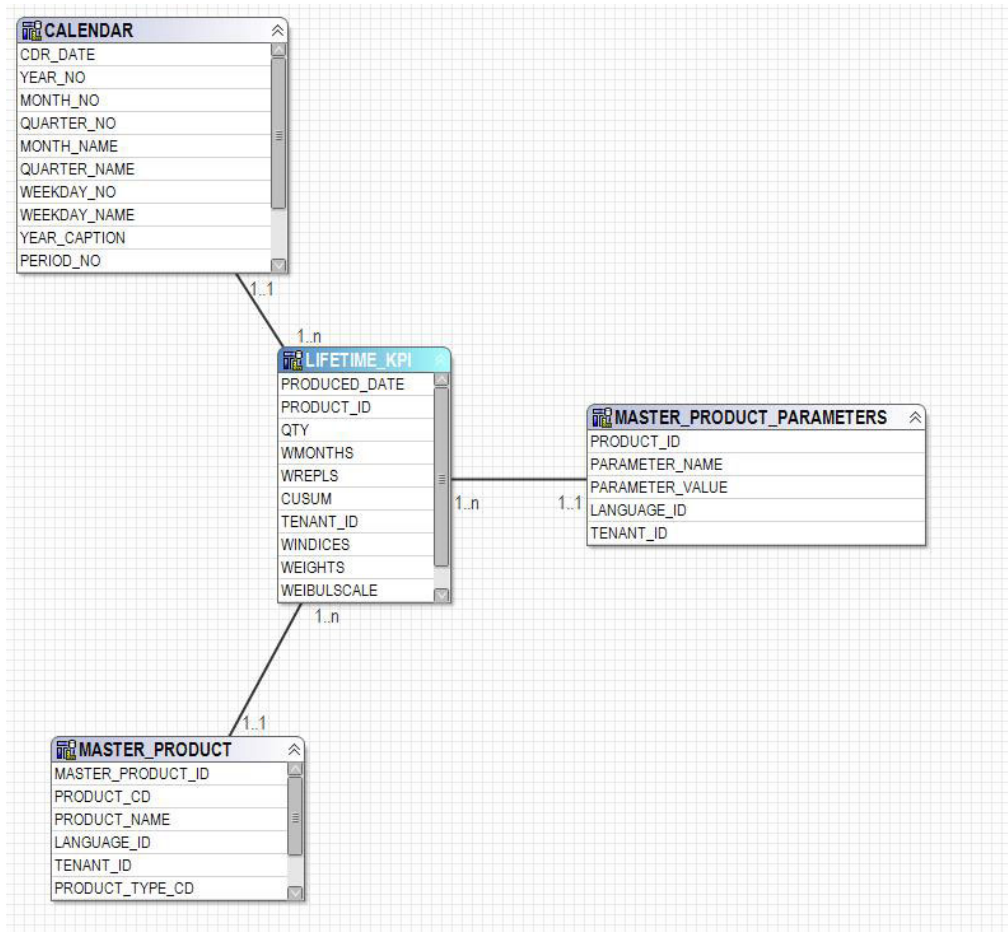 CALENDAR
CDR_DATE
YEAR_NO
MONTH_NO
QUARTER_NO
MONTH_NAME
QUARTER_NAME
WEEKDAY_NO
WEEKDAY_NAME
YEAR_CAPTION
PERIOD_NO
1..1
1..n
LIFETIME_KPI
PRODUCED_DATE
PRODUCT_ID
QTY
WMONTHS
WREPLS
CUSUM
TENANT_ID
WINDICES
WEIGHTS
WEIBULSCALE
1..n
1..1
MASTER_PRODUCT_PARAMETERS
PRODUCT_ID
PARAMETER_NAME
PARAMETER_VALUE
LANGUAGE_ID
TENANT_ID
1..n
1..1
MASTER_PRODUCT
MASTER_PRODUCT_ID
PRODUCT_CD
PRODUCT_NAME
LANGUAGE_ID
TENANT_ID
PRODUCT_TYPE_CD